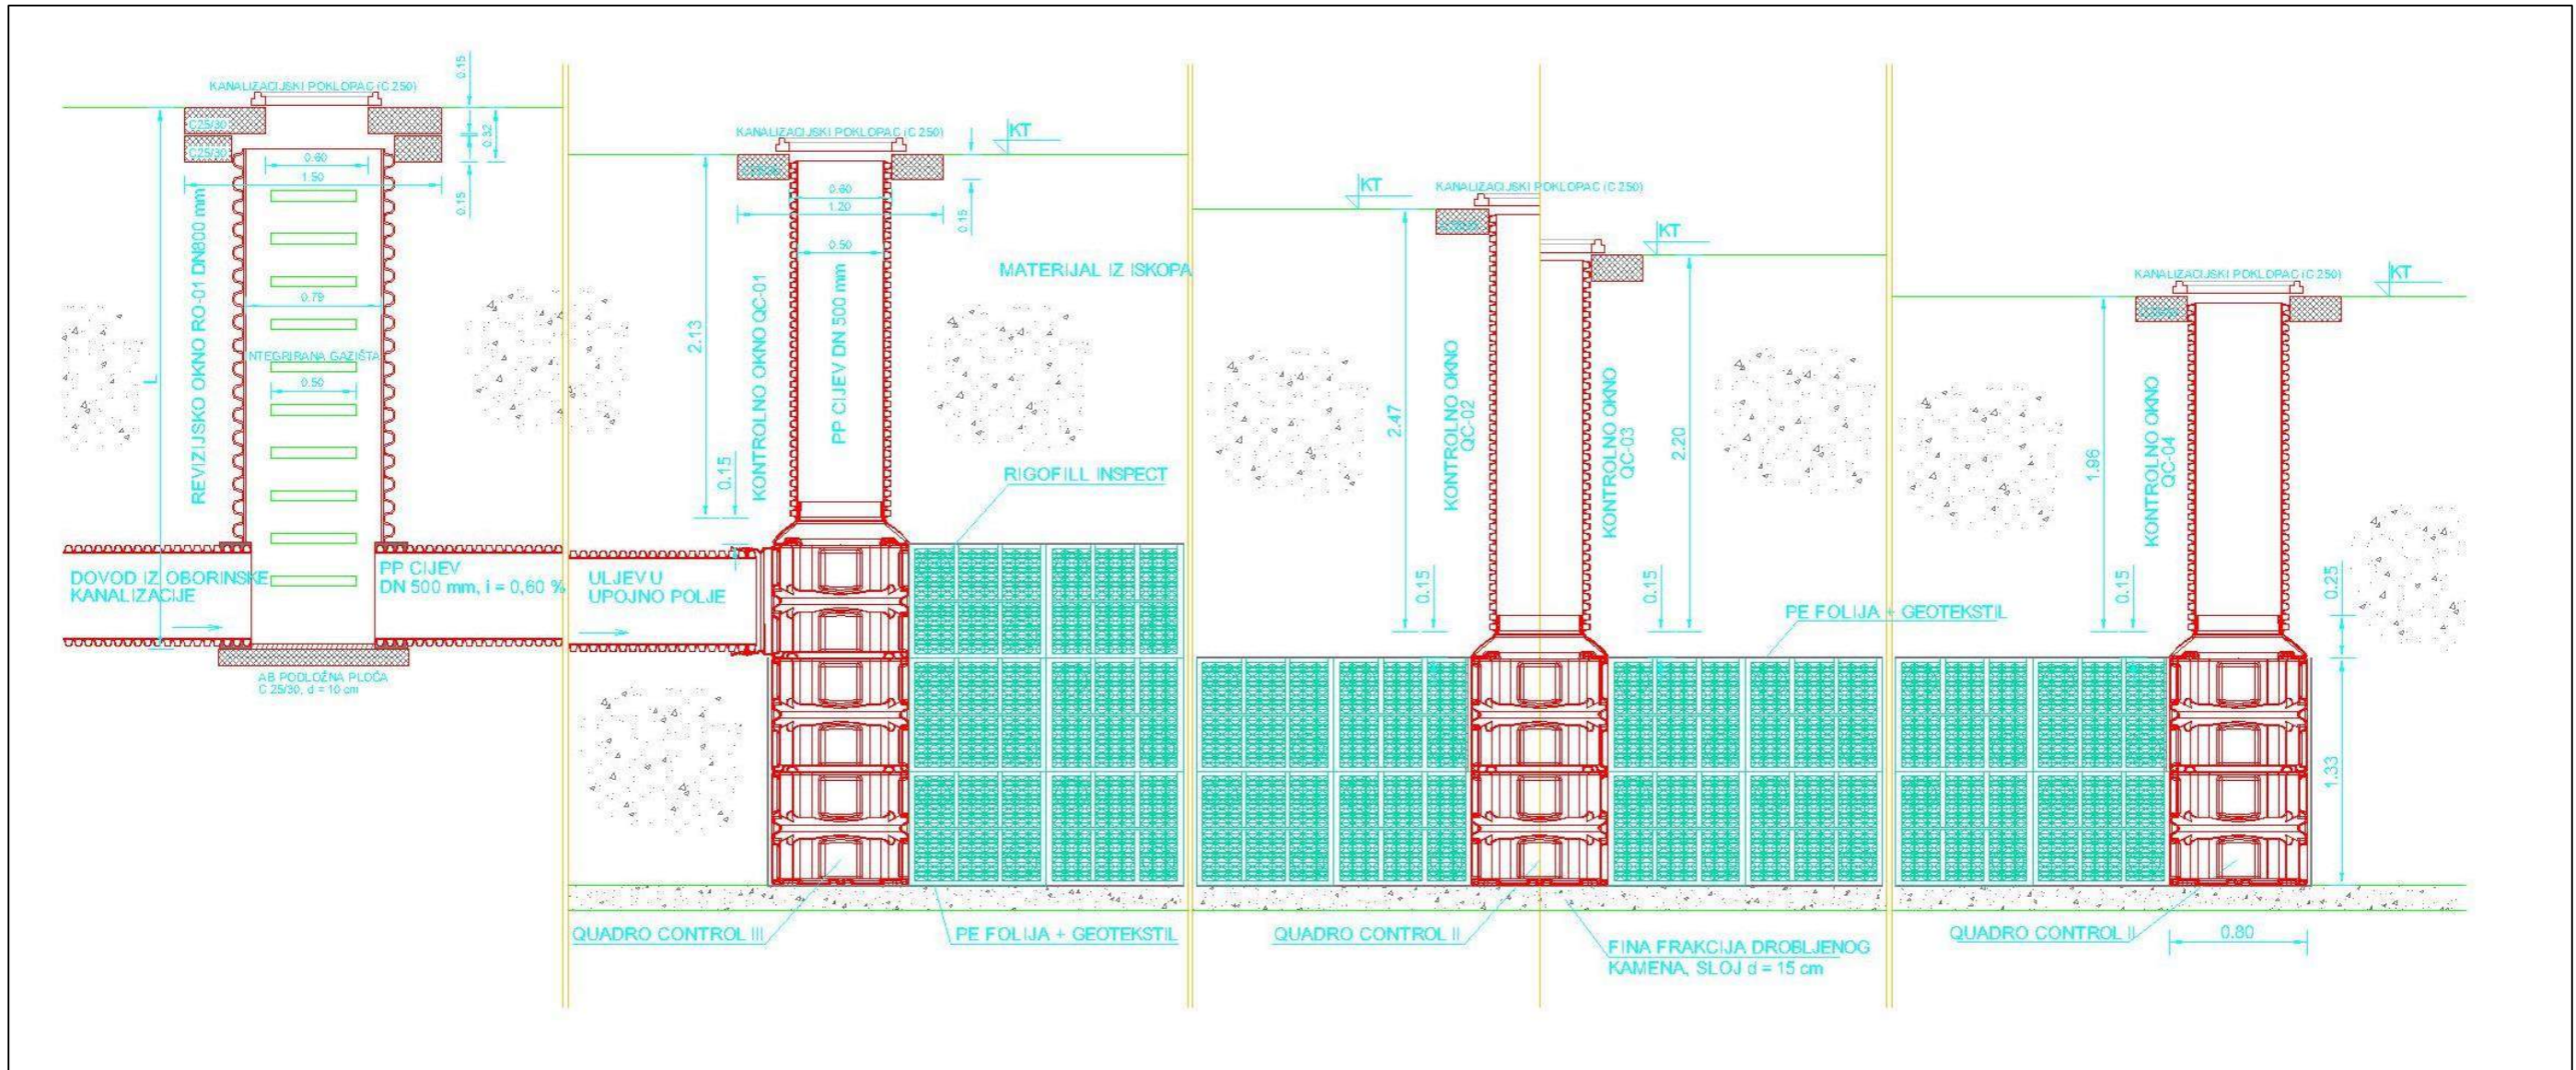 KANALIZACIJSKI POKLOPAC (C 250)
0.15
C25/30
C25/30
0.32
0.60
1.50
0.15
REVIZIJSKO OKNO RO-01 DN800 mm
L
0.79
NTEGRIRANA GAZIŠTA
0.50
DOVOD IZ OBORINSKE
KANALIZACIJE
PP CIJEV
DN 500 mm, i = 0,60 %
AB PODLOŽNA PLOČA
C 25/30, d = 10 cm
KANALIZACIJSKI POKLOPAC (C 250)
KT
0.60
1.20
0.15
0.50
2.13
0.15
KONTROLNO OKNO QC-01
PP CIJEV DN 500 mm
MATERIJAL IZ ISKOPA
RIGOFILL INSPECT
ULJEV U
UPOJNO POLJE
QUADRO CONTROL III
PE FOLIJA + GEOTEKSTIL
KT
KANALIZACIJSKI POKLOPAC (C 250)
KT
2.47
0.15
KONTROLNO OKNO
QC-02
KONTROLNO OKNO
QC-03
0.15
2.20
PE FOLIJA + GEOTEKSTIL
QUADRO CONTROL II
FINA FRAKCIJA DROBLJENOG
KAMENA, SLOJ d = 15 cm
KANALIZACIJSKI POKLOPAC (C 250)
KT
1.96
0.15
KONTROLNO OKNO
QC-04
0.25
1.33
QUADRO CONTROL II
0.80